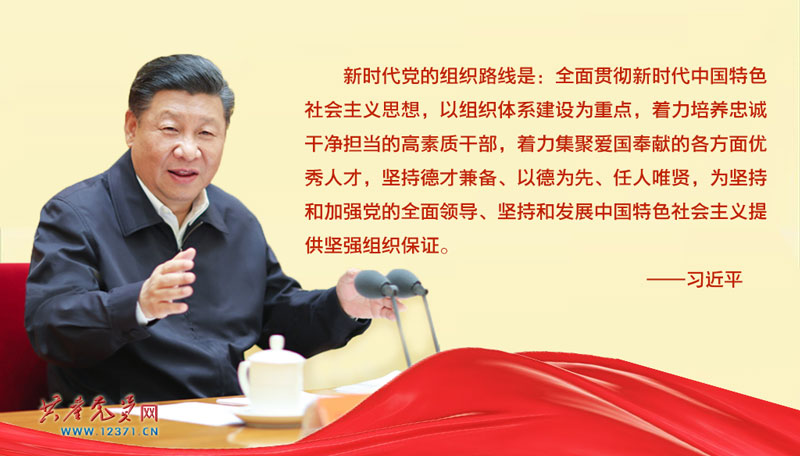 新时代党的组织路线是：全面贯彻新时代中国特色
社会主义思想，以组织体系建设为重点，着力培养忠诚
干净担当的高素质干部，着力集聚爱国奉献的各方面优
秀人才，坚持德才兼备、以德为先、任人唯贤，为坚持
和加强党的全面领导、坚持和发展中国特色社会主义提
供坚强组织保证。
——习近平
共产党员网
WWW.12371.CN